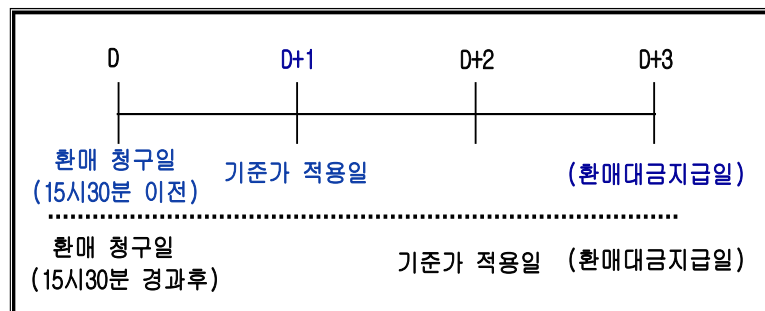 D D+1 D+2 D+3
환매 청구일
(15시30분 이전)
기준가 적용일
(환매대금지급일)
환매 청구일
(15시30분 경과후)
기준가 적용일
(환매대금지급일)